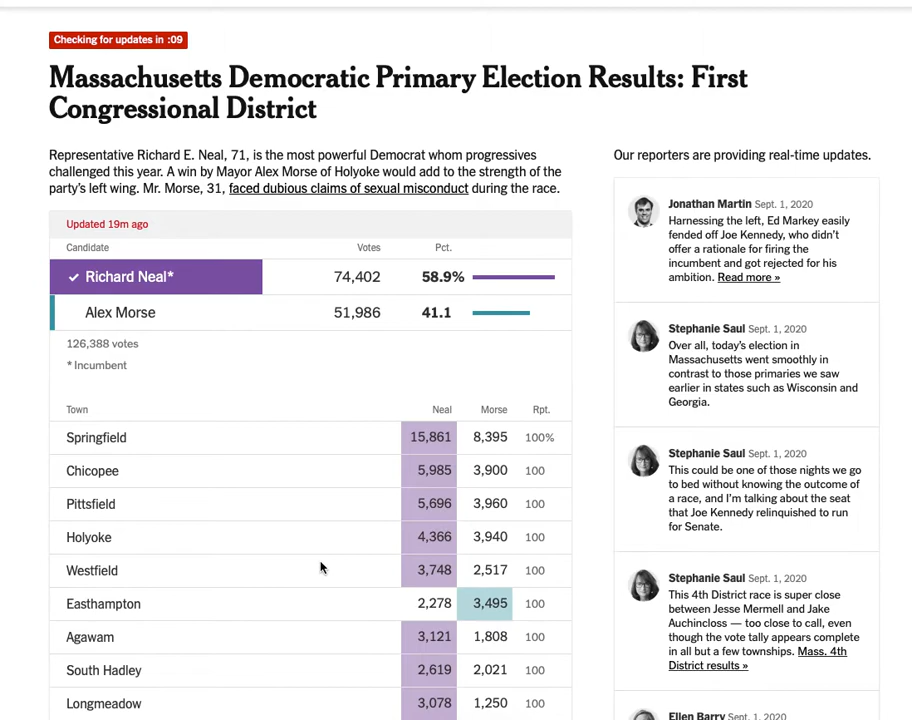 Checking for updates in :09
Massachusetts Democratic Primary Election Results: First
Congressional District
Representative Richard E. Neal, 71, is the most powerful Democrat whom progressives
challenged this year. A win by Mayor Alex Morse of Holyoke would add to the strength of the
party’s left wing. Mr. Morse, 31, faced dubious claims of sexual misconduct during the race.
Updated 19m ago
Candidate Votes Pct.
✓ Richard Neal* 74,402 58.9%
Alex Morse 51,986 41.1
126,388 votes
* Incumbent
Town Neal Morse Rpt.
Springfield 15,861 8,395 100%
Chicopee 5,985 3,900 100
Pittsfield 5,696 3,960 100
Holyoke 4,366 3,940 100
Westfield 3,748 2,517 100
Easthampton 2,278 3,495 100
Agawam 3,121 1,808 100
South Hadley 2,619 2,021 100
Longmeadow 3,078 1,250 100
Our reporters are providing real-time updates.
Jonathan Martin Sept. 1, 2020
Harnessing the left, Ed Markey easily
fended off Joe Kennedy, who didn’t
offer a rationale for firing the
incumbent and got rejected for his
ambition. Read more »
Stephanie Saul Sept. 1, 2020
Over all, today’s election in
Massachusetts went smoothly in
contrast to those primaries we saw
earlier in states such as Wisconsin and
Georgia.
Stephanie Saul Sept. 1, 2020
This could be one of those nights we go
to bed without knowing the outcome of
a race, and I’m talking about the seat
that Joe Kennedy relinquished to run
for Senate.
Stephanie Saul Sept. 1, 2020
This 4th District race is super close
between Jesse Mermell and Jake
Auchincloss — too close to call, even
though the vote tally appears complete
in all but a few townships. Mass. 4th
District results »
Ellen Barry Sept. 1, 2020